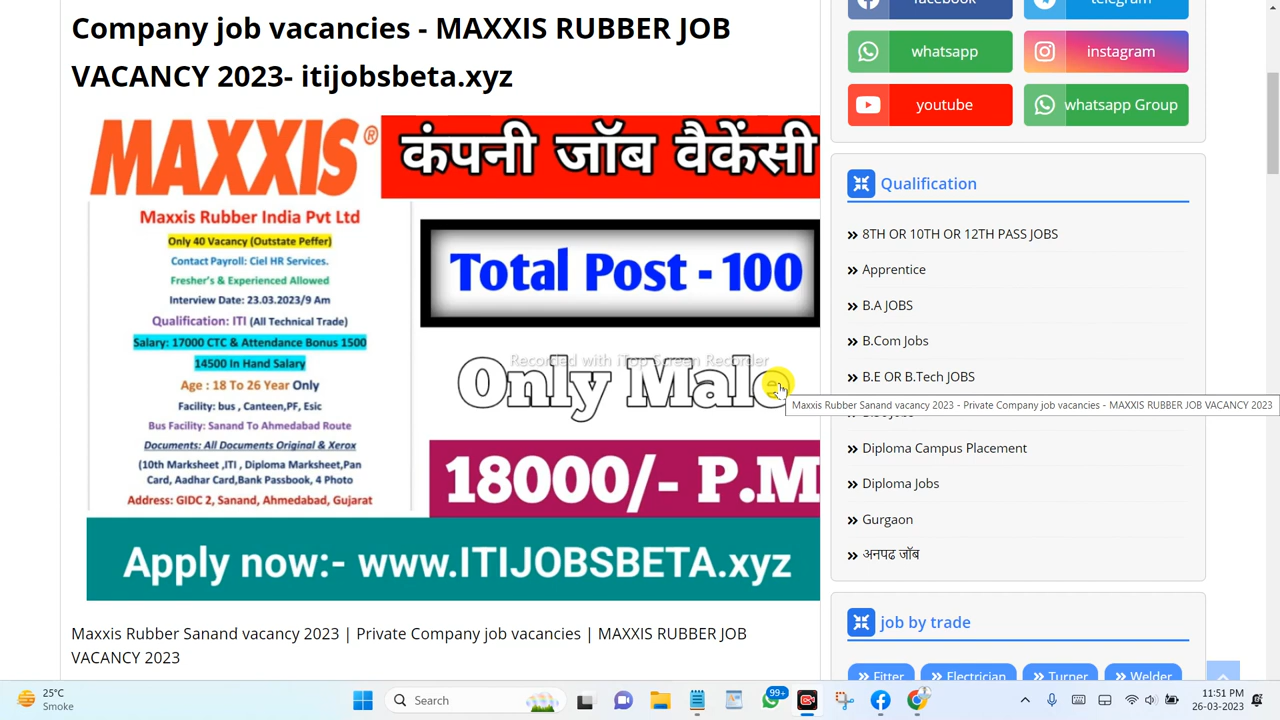 Company job vacancies - MAXXIS RUBBER JOB
VACANCY 2023- itijobsbeta.xyz
MAXXIS®
कंपनी जॉब वैकेंसी
Maxxis Rubber India Pvt Ltd
Only 40 Vacancy (Outstate Peffer)
Contact Payroll: Ciel HR Services.
Fresher's & Experienced Allowed
Interview Date: 23.03.2023/9 Am
Qualification: ITI (All Technical Trade)
Salary: 17000 CTC & Attendance Bonus 1500
14500 In Hand Salary
Age : 18 To 26 Year Only
Facility: bus , Canteen,PF, Esic
Bus Facility: Sanand To Ahmedabad Route
Documents: All Documents Original & Xerox
(10th Marksheet ,ITI , Diploma Marksheet,Pan
Card, Aadhar Card,Bank Passbook, 4 Photo
Address: GIDC 2, Sanand, Ahmedabad, Gujarat
Total Post - 100
Recorded with iTop Screen Recorder
Only Male
18000/- P.M
Apply now:- www.ITIJOBSBETA.xyz
Maxxis Rubber Sanand vacancy 2023 | Private Company job vacancies | MAXXIS RUBBER JOB
VACANCY 2023
facebook
telegram
whatsapp
instagram
youtube
whatsapp Group
Qualification
8TH OR 10TH OR 12TH PASS JOBS
Apprentice
B.A JOBS
B.Com Jobs
B.E OR B.Tech JOBS
Maxxis Rubber Sanand vacancy 2023 - Private Company job vacancies - MAXXIS RUBBER JOB VACANCY 2023
Diploma Campus Placement
Diploma Jobs
Gurgaon
अनपढ जॉब
job by trade
Fitter
Electrician
Turner
Welder
25°C
Smoke
Search
99+
11:51 PM
26-03-2023